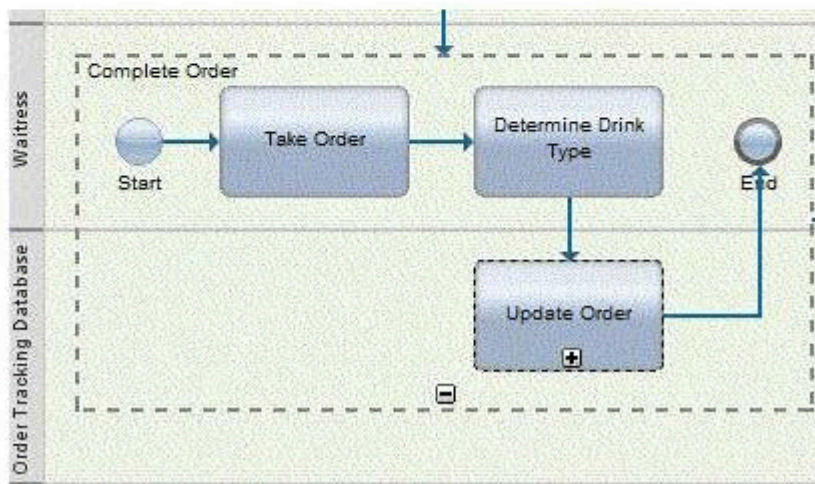 Waitress
Complete Order
Take Order
Determine Drink
Type
Start
End
Order Tracking Database
Update Order